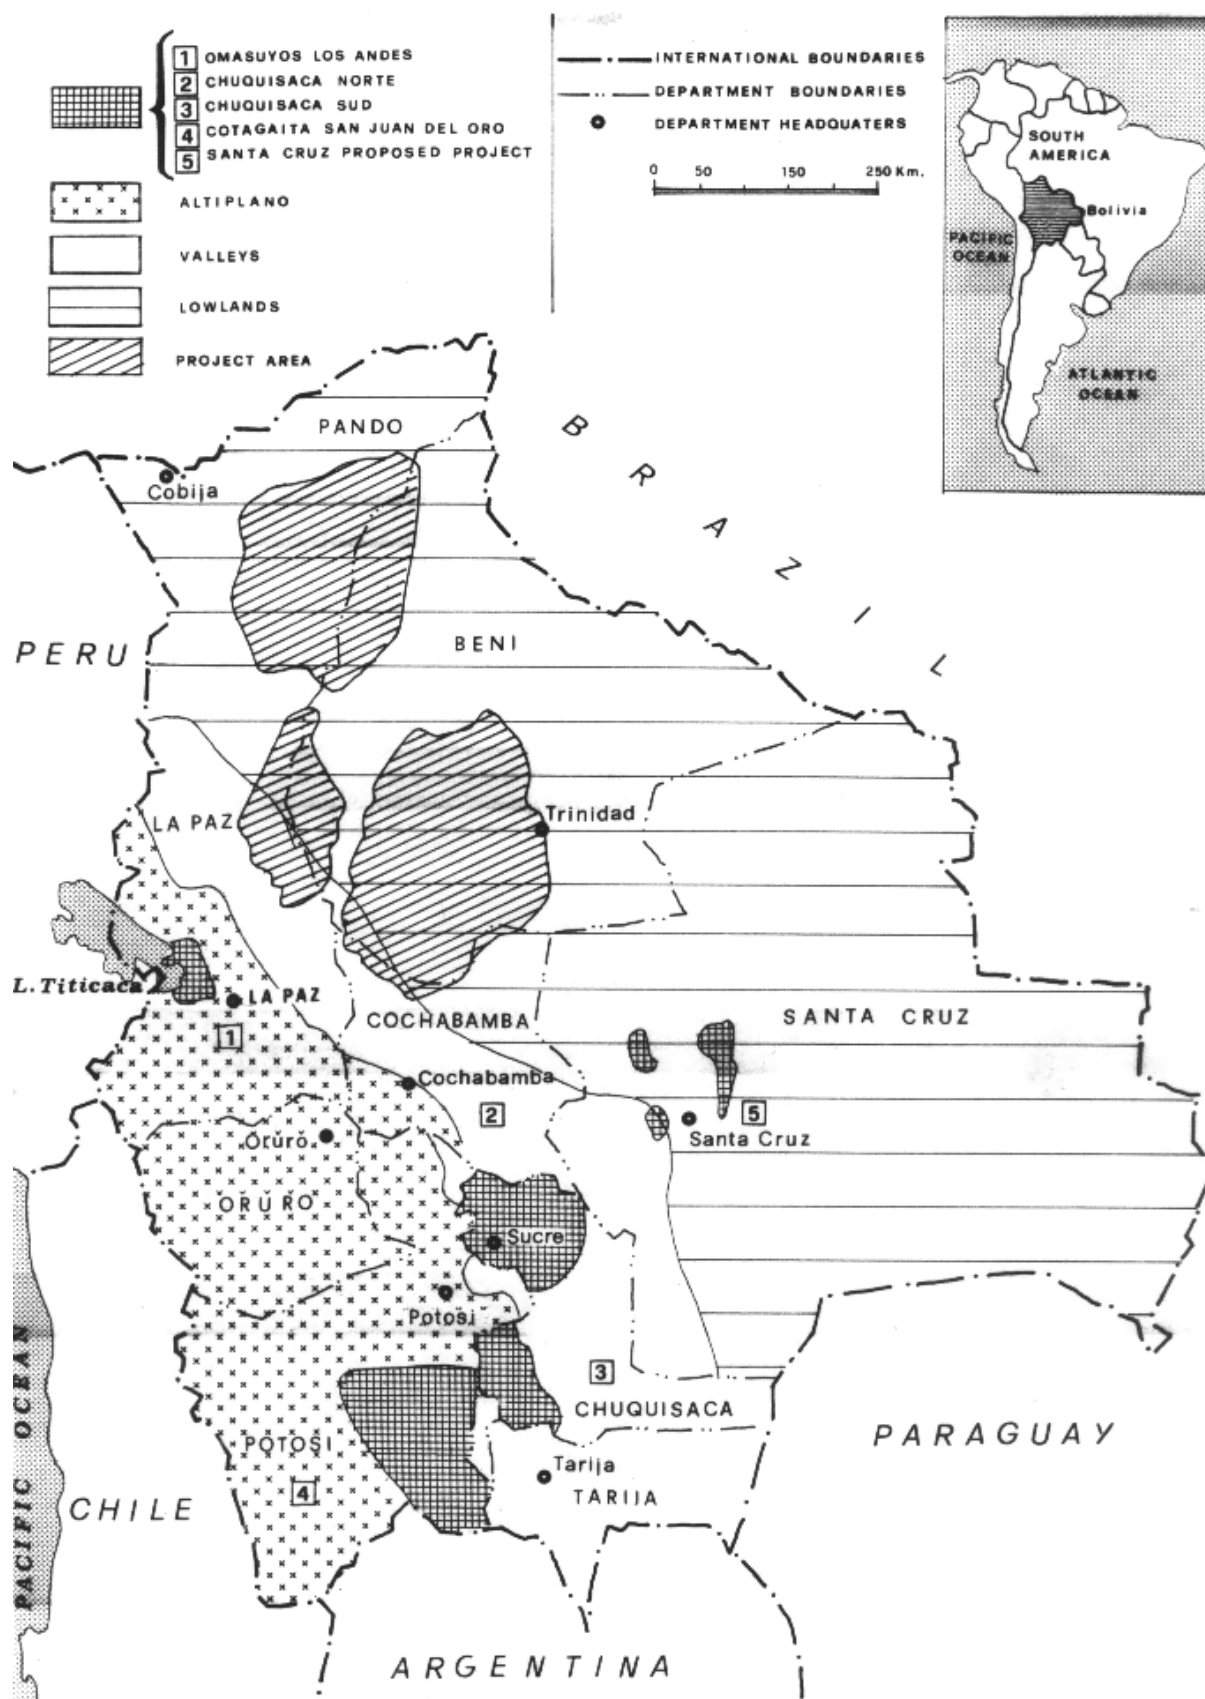 1 OMASUYOS LOS ANDES
2 CHUQUISACA NORTE
3 CHUQUISACA SUD
4 COTAGAITA SAN JUAN DEL ORO
5 SANTA CRUZ PROPOSED PROJECT
ALTIPLANO
VALLEYS
LOWLANDS
PROJECT AREA
INTERNATIONAL BOUNDARIES
DEPARTMENT BOUNDARIES
DEPARTMENT HEADQUATERS
0 50 150 250 Km.
SOUTH
AMERICA
Bolivia
PACIFIC
OCEAN
ATLANTIC
OCEAN
PANDO
BRAZIL
Cobija
PERU
BENI
LA PAZ
Trinidad
L. Titicaca
LA PAZ
1
COCHABAMBA
SANTA CRUZ
Cochabamba
2
5
Santa Cruz
Oruro
ORURO
Sucre
Potosi
3
CHUQUISACA
PARAGUAY
POTOSI
4
Tarija
TARIJA
CHILE
PACIFIC OCEAN
ARGENTINA